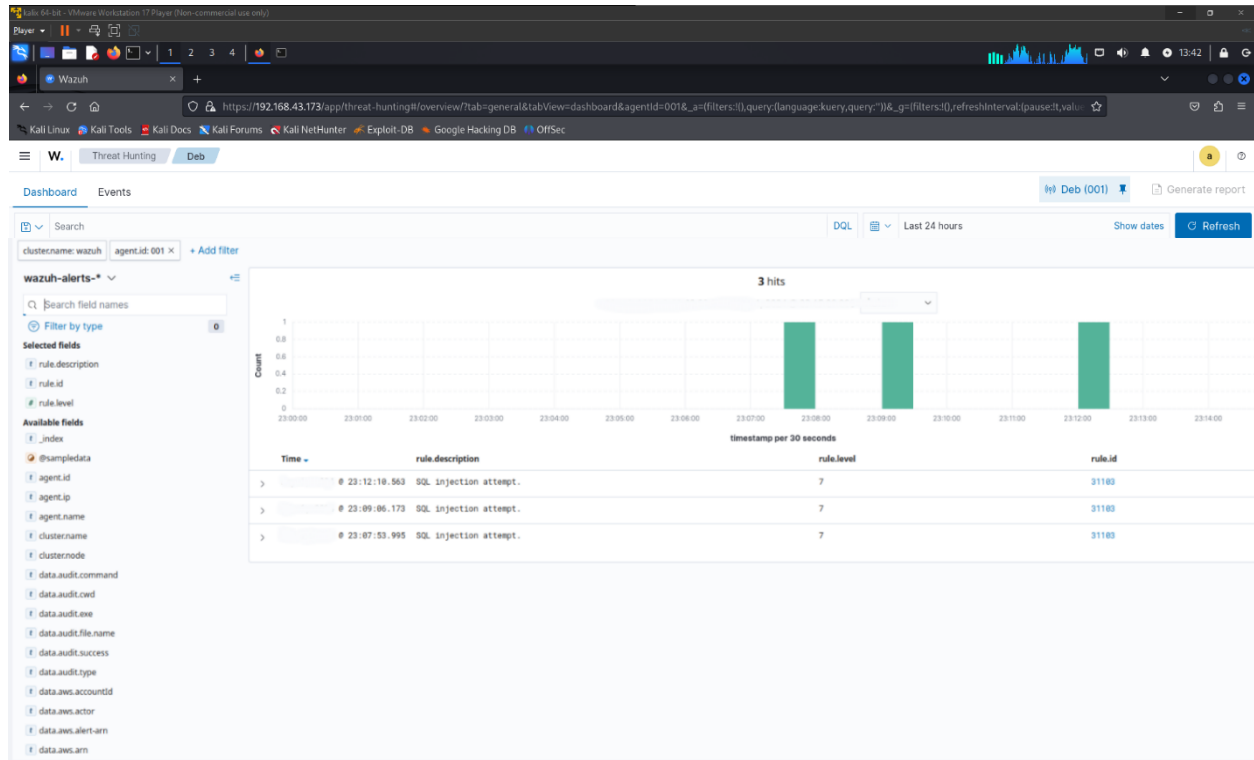 kalix 64-bit - VMware Workstation 17 Player (Non-commercial use only)
Player
1 2 3 4
13:42
Wazuh
https://192.168.43.173/app/threat-hunting#/overview/?tab=general&tabView=dashboard&agentId=001&_a=(filters:!(),query:(language:kuery,query:''))&_g=(filters:!(),refreshInterval:(pause:!t,value
Kali Linux Kali Tools Kali Docs Kali Forums Kali NetHunter Exploit-DB Google Hacking DB OffSec
W. Threat Hunting Deb a
Dashboard Events Deb (001) Generate report
Search DQL Last 24 hours Show dates Refresh
cluster.name: wazuh agent.id: 001 × + Add filter
wazuh-alerts-*
Search field names
Filter by type 0
Selected fields
t rule.description
t rule.id
# rule.level
Available fields
t _index
@sampledata
t agent.id
t agent.ip
t agent.name
t cluster.name
t cluster.node
t data.audit.command
t data.audit.cwd
t data.audit.exe
t data.audit.file.name
t data.audit.success
t data.audit.type
t data.aws.accountId
t data.aws.actor
t data.aws.alert-arn
t data.aws.arn
3 hits
Count
1
0.8
0.6
0.4
0.2
0
23:00:00 23:01:00 23:02:00 23:03:00 23:04:00 23:05:00 23:06:00 23:07:00 23:08:00 23:09:00 23:10:00 23:11:00 23:12:00 23:13:00 23:14:00
timestamp per 30 seconds
Time rule.description rule.level rule.id
@ 23:12:10.563 SQL injection attempt. 7 31103
@ 23:09:06.173 SQL injection attempt. 7 31103
@ 23:07:53.995 SQL injection attempt. 7 31103